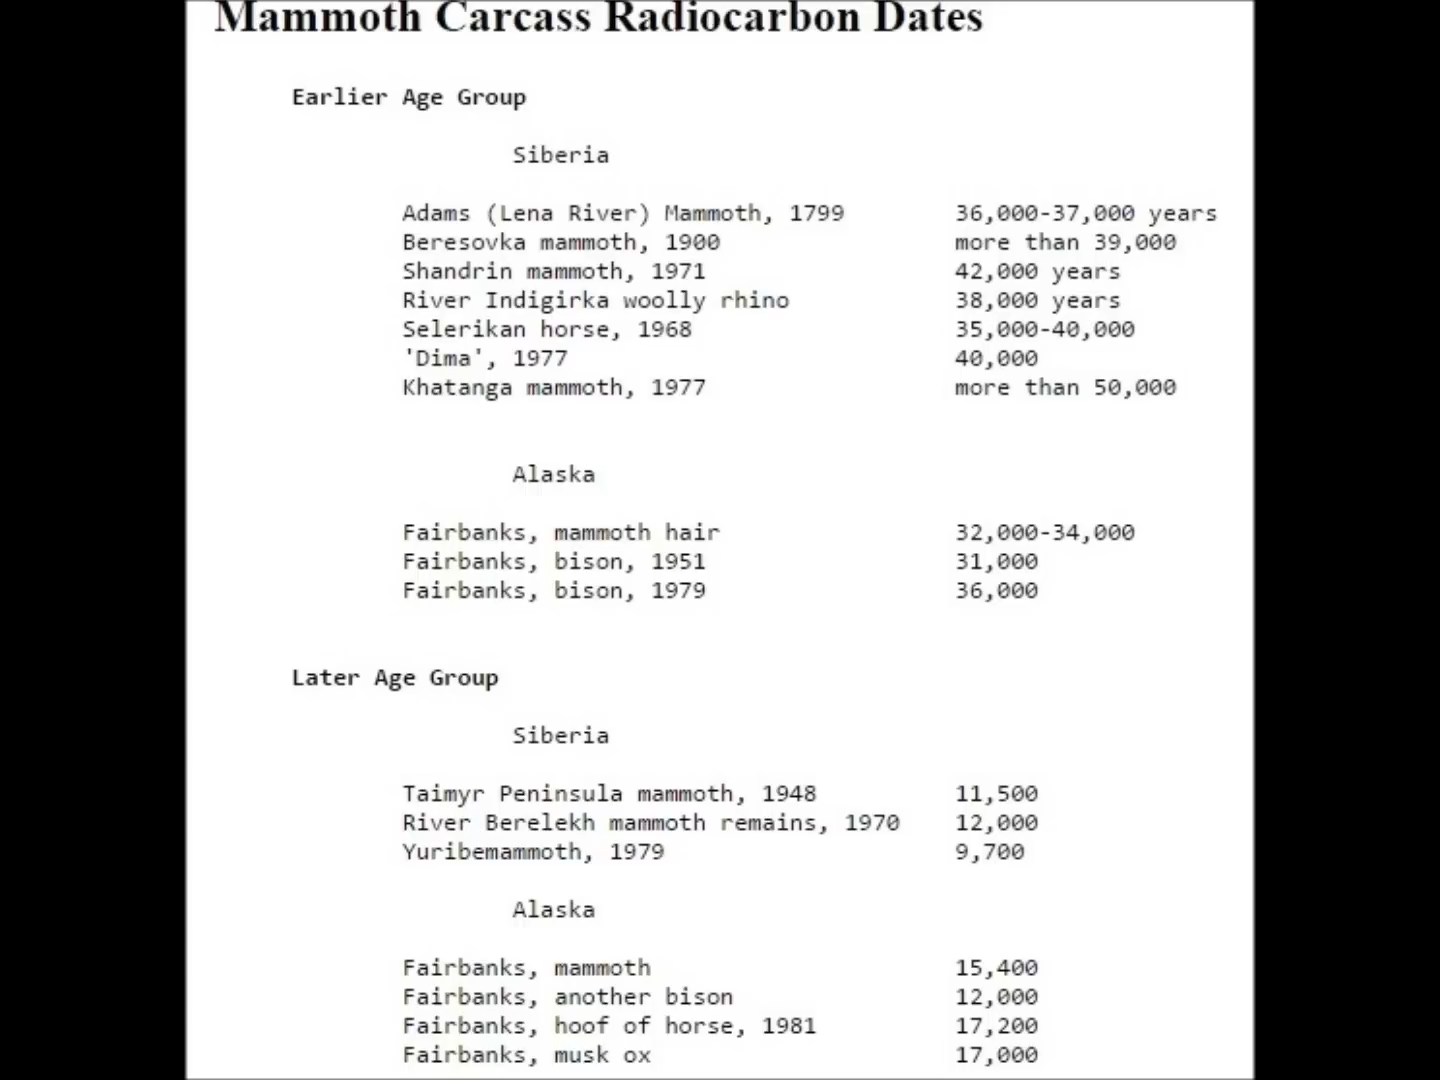 Mammoth Carcass Radiocarbon Dates
Earlier Age Group
Siberia
Adams (Lena River) Mammoth, 1799 36,000-37,000 years
Beresovka mammoth, 1900 more than 39,000
Shandrin mammoth, 1971 42,000 years
River Indigirka woolly rhino 38,000 years
Selerikan horse, 1968 35,000-40,000
'Dima', 1977 40,000
Khatanga mammoth, 1977 more than 50,000
Alaska
Fairbanks, mammoth hair 32,000-34,000
Fairbanks, bison, 1951 31,000
Fairbanks, bison, 1979 36,000
Later Age Group
Siberia
Taimyr Peninsula mammoth, 1948 11,500
River Berelekh mammoth remains, 1970 12,000
Yuribemammoth, 1979 9,700
Alaska
Fairbanks, mammoth 15,400
Fairbanks, another bison 12,000
Fairbanks, hoof of horse, 1981 17,200
Fairbanks, musk ox 17,000